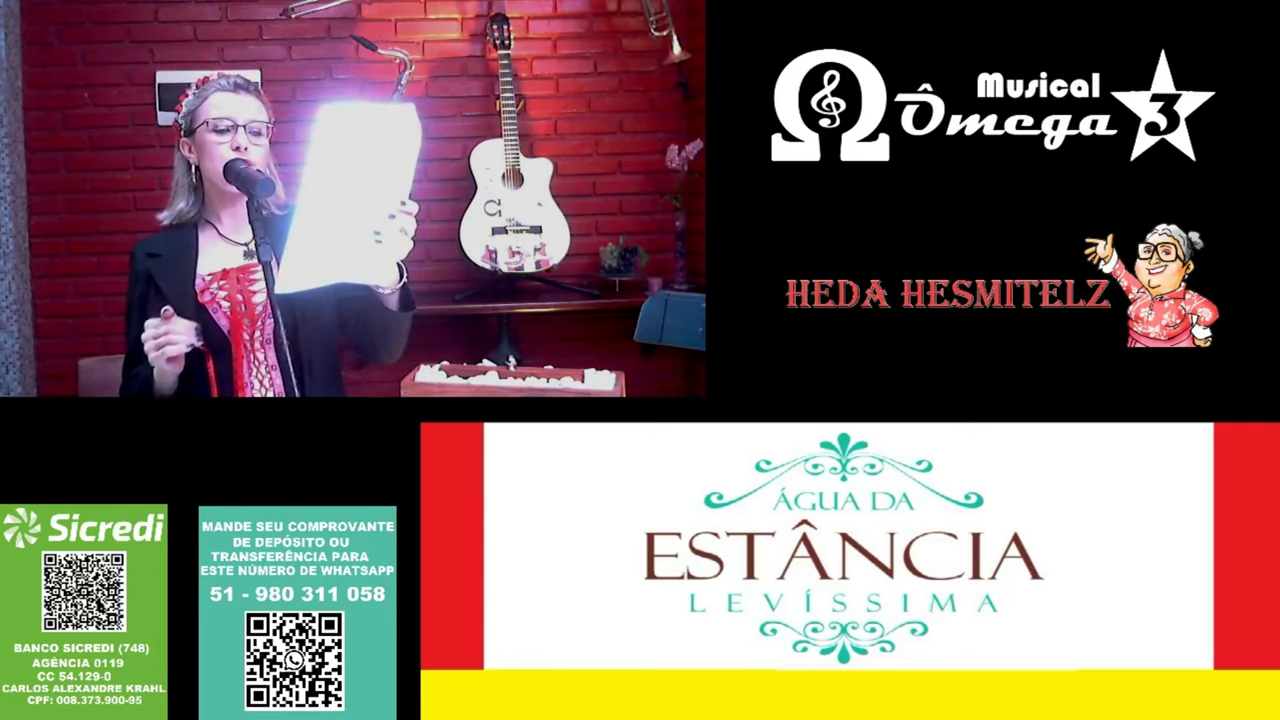 Musical
Ômega 3
HEDA HESMITELZ
ÁGUA DA
ESTÂNCIA
LEVÍSSIMA
Sicredi
BANCO SICREDI (748)
AGÊNCIA 0119
CC 54.129-0
CARLOS ALEXANDRE KRAHL
CPF: 008.373.900-95
MANDE SEU COMPROVANTE
DE DEPÓSITO OU
TRANSFERÊNCIA PARA
ESTE NÚMERO DE WHATSAPP
51 - 980 311 058